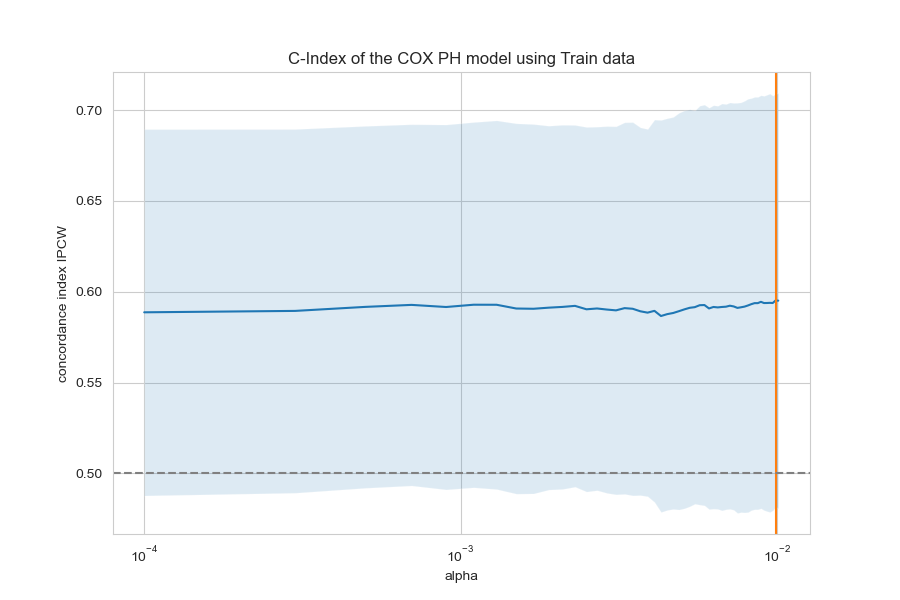 C-Index of the COX PH model using Train data
concordance index IPCW
0.70
0.65
0.60
0.55
0.50
10⁻⁴
10⁻³
10⁻²
alpha